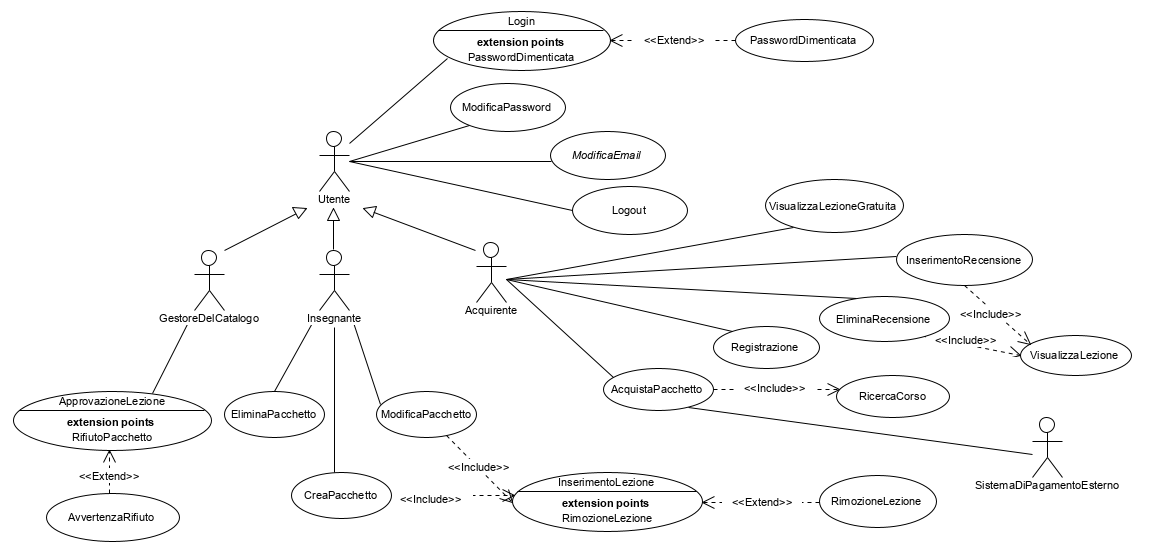 Login
extension points
PasswordDimenticata
<<Extend>>
PasswordDimenticata
ModificaPassword
ModificaEmail
Utente
Logout
VisualizzaLezioneGratuita
InserimentoRecensione
GestoreDelCatalogo
Insegnante
Acquirente
EliminaRecensione
<<Include>>
<<Include>>
Registrazione
VisualizzaLezione
AcquistaPacchetto
<<Include>>
RicercaCorso
ApprovazioneLezione
extension points
RifiutoPacchetto
EliminaPacchetto
ModificaPacchetto
<<Extend>>
<<Include>>
SistemaDiPagamentoEsterno
AvvertenzaRifiuto
CreaPacchetto
<<Include>>
InserimentoLezione
extension points
RimozioneLezione
<<Extend>>
RimozioneLezione